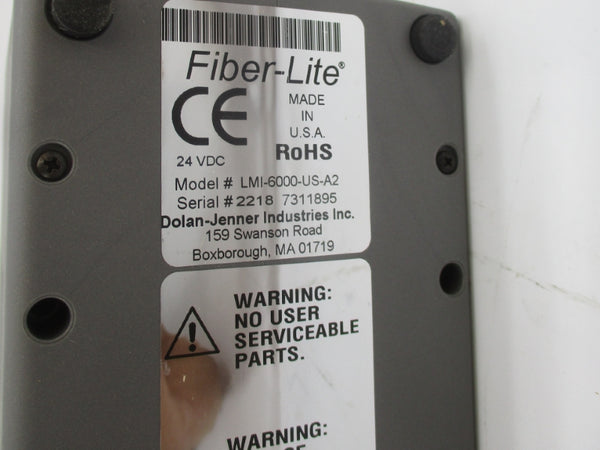 Fiber-Lite®
CE
MADE
IN
U.S.A.
24 VDC RoHS
Model # LMI-6000-US-A2
Serial # 2218 7311895
Dolan-Jenner Industries Inc.
159 Swanson Road
Boxborough, MA 01719
WARNING:
NO USER
SERVICEABLE
PARTS.
WARNING: